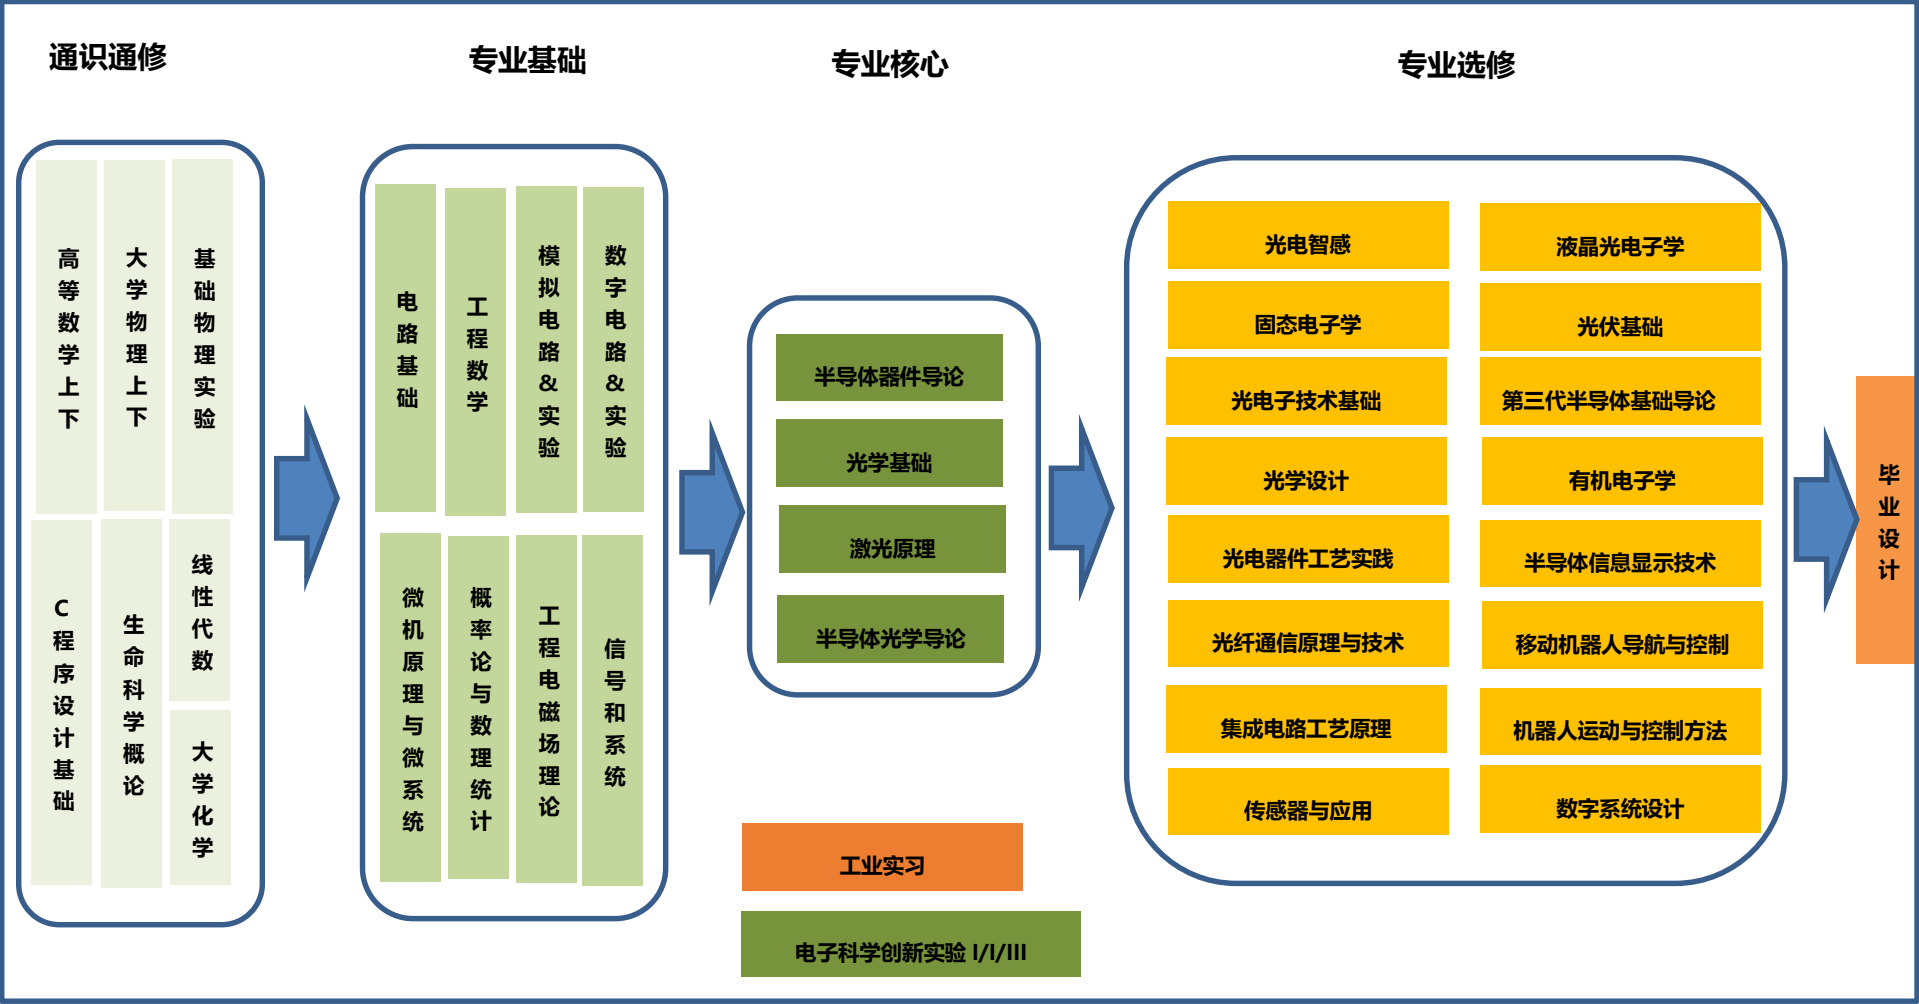 通识通修
专业基础
专业核心
专业选修
高等数学上下
大学物理上下
基础物理实验
C程序设计基础
生命科学概论
线性代数
大学化学
电路基础
工程数学
模拟电路&实验
数字电路&实验
微机原理与微系统
概率论与数理统计
工程电磁场理论
信号和系统
半导体器件导论
光学基础
激光原理
半导体光学导论
工业实习
电子科学创新实验 I/I/III
光电智感
液晶光电子学
固态电子学
光伏基础
光电子技术基础
第三代半导体基础导论
光学设计
有机电子学
光电器件工艺实践
半导体信息显示技术
光纤通信原理与技术
移动机器人导航与控制
集成电路工艺原理
机器人运动与控制方法
传感器与应用
数字系统设计
毕业设计